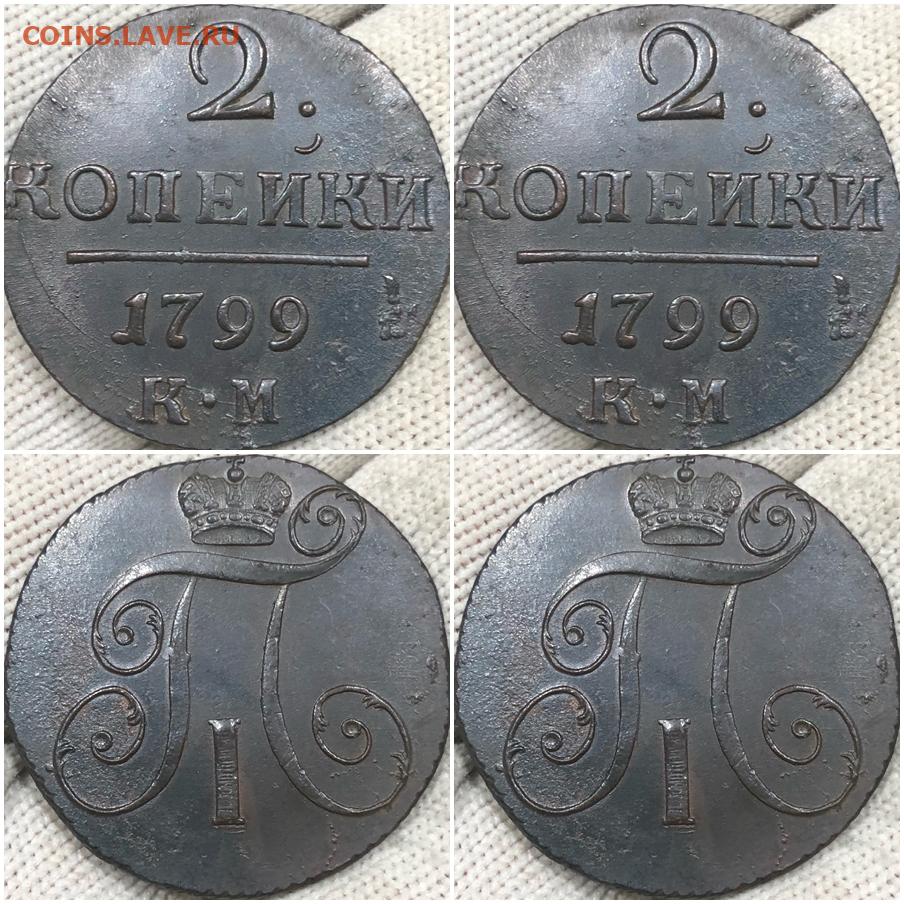 COINS.LAVE.RU
2. 2.
КОПЕЙКИ КОПЕЙКИ
1799 1799
К·М К·М
П П
I I